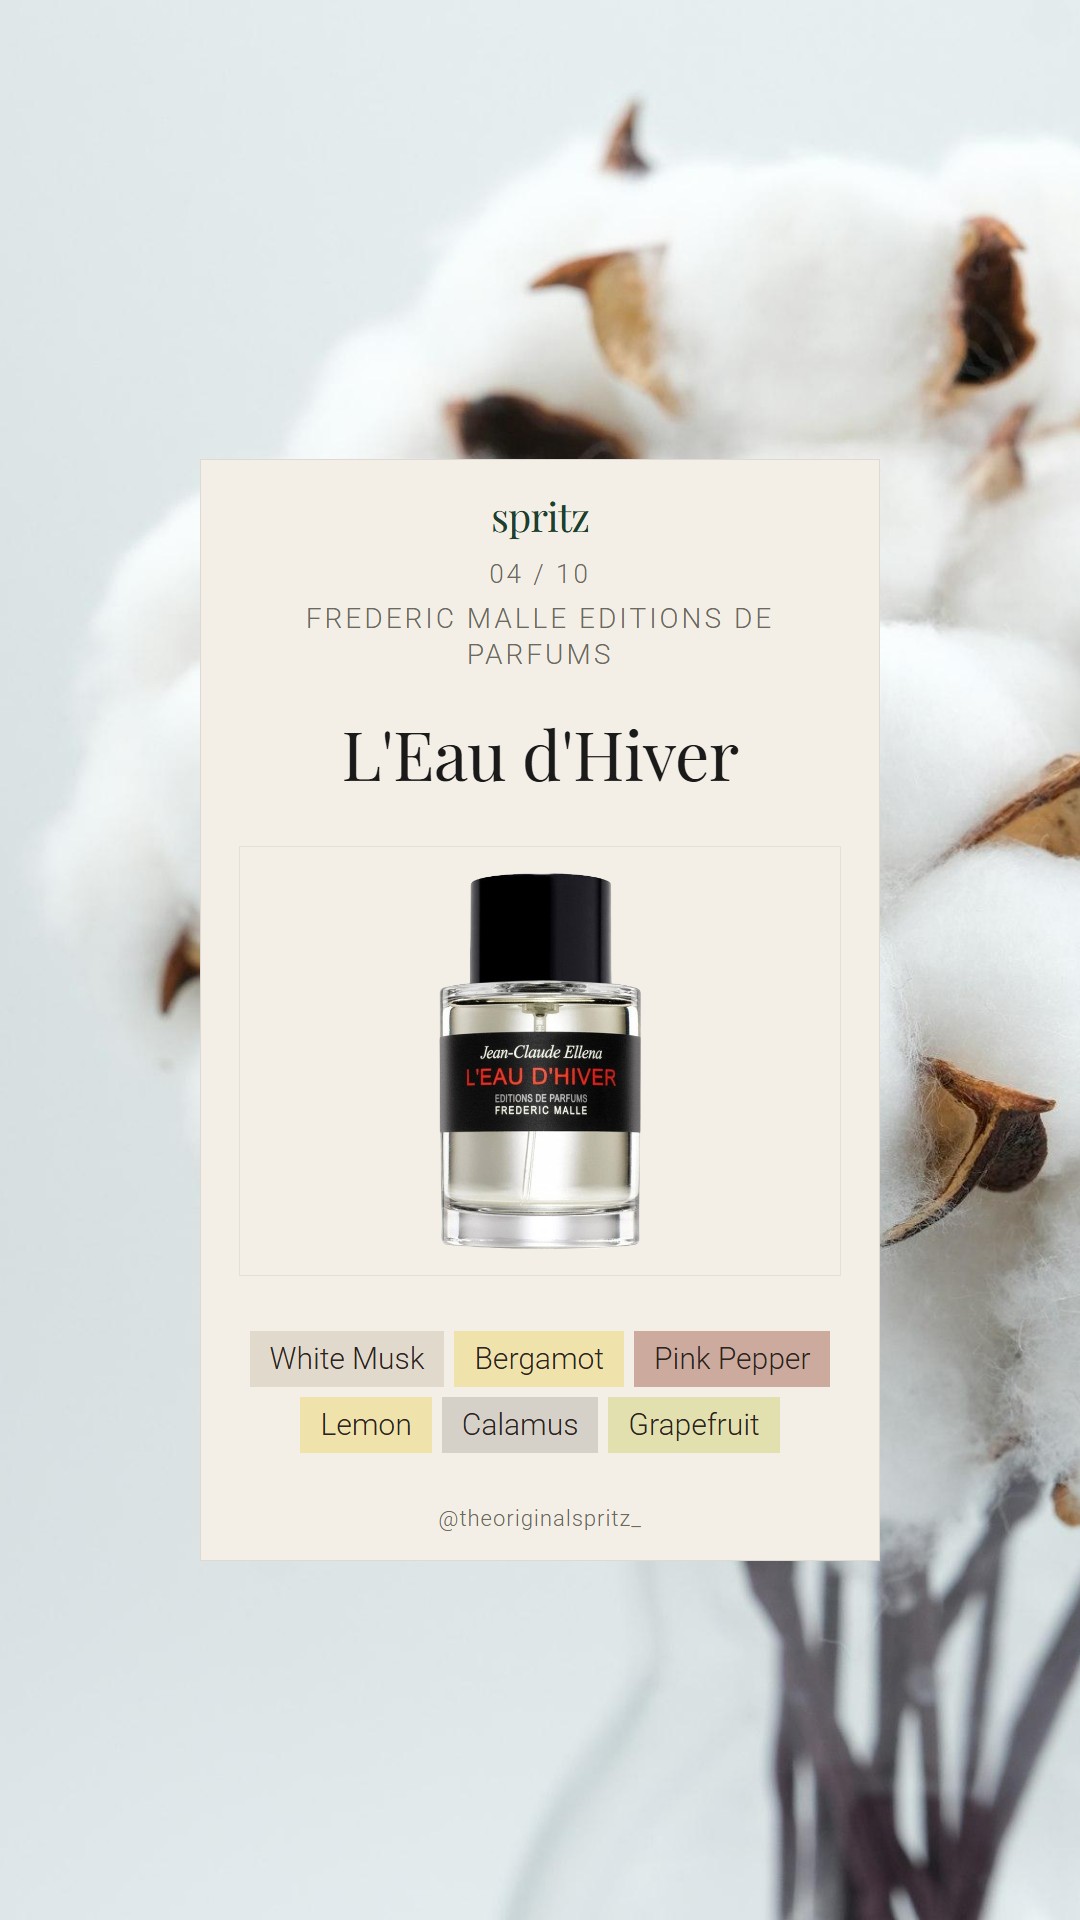 spritz
04 / 10
FREDERIC MALLE EDITIONS DE
PARFUMS
L'Eau d'Hiver
Jean-Claude Ellena
L'EAU D'HIVER
EDITIONS DE PARFUMS
FREDERIC MALLE
White Musk Bergamot Pink Pepper
Lemon Calamus Grapefruit
@theoriginalspritz_